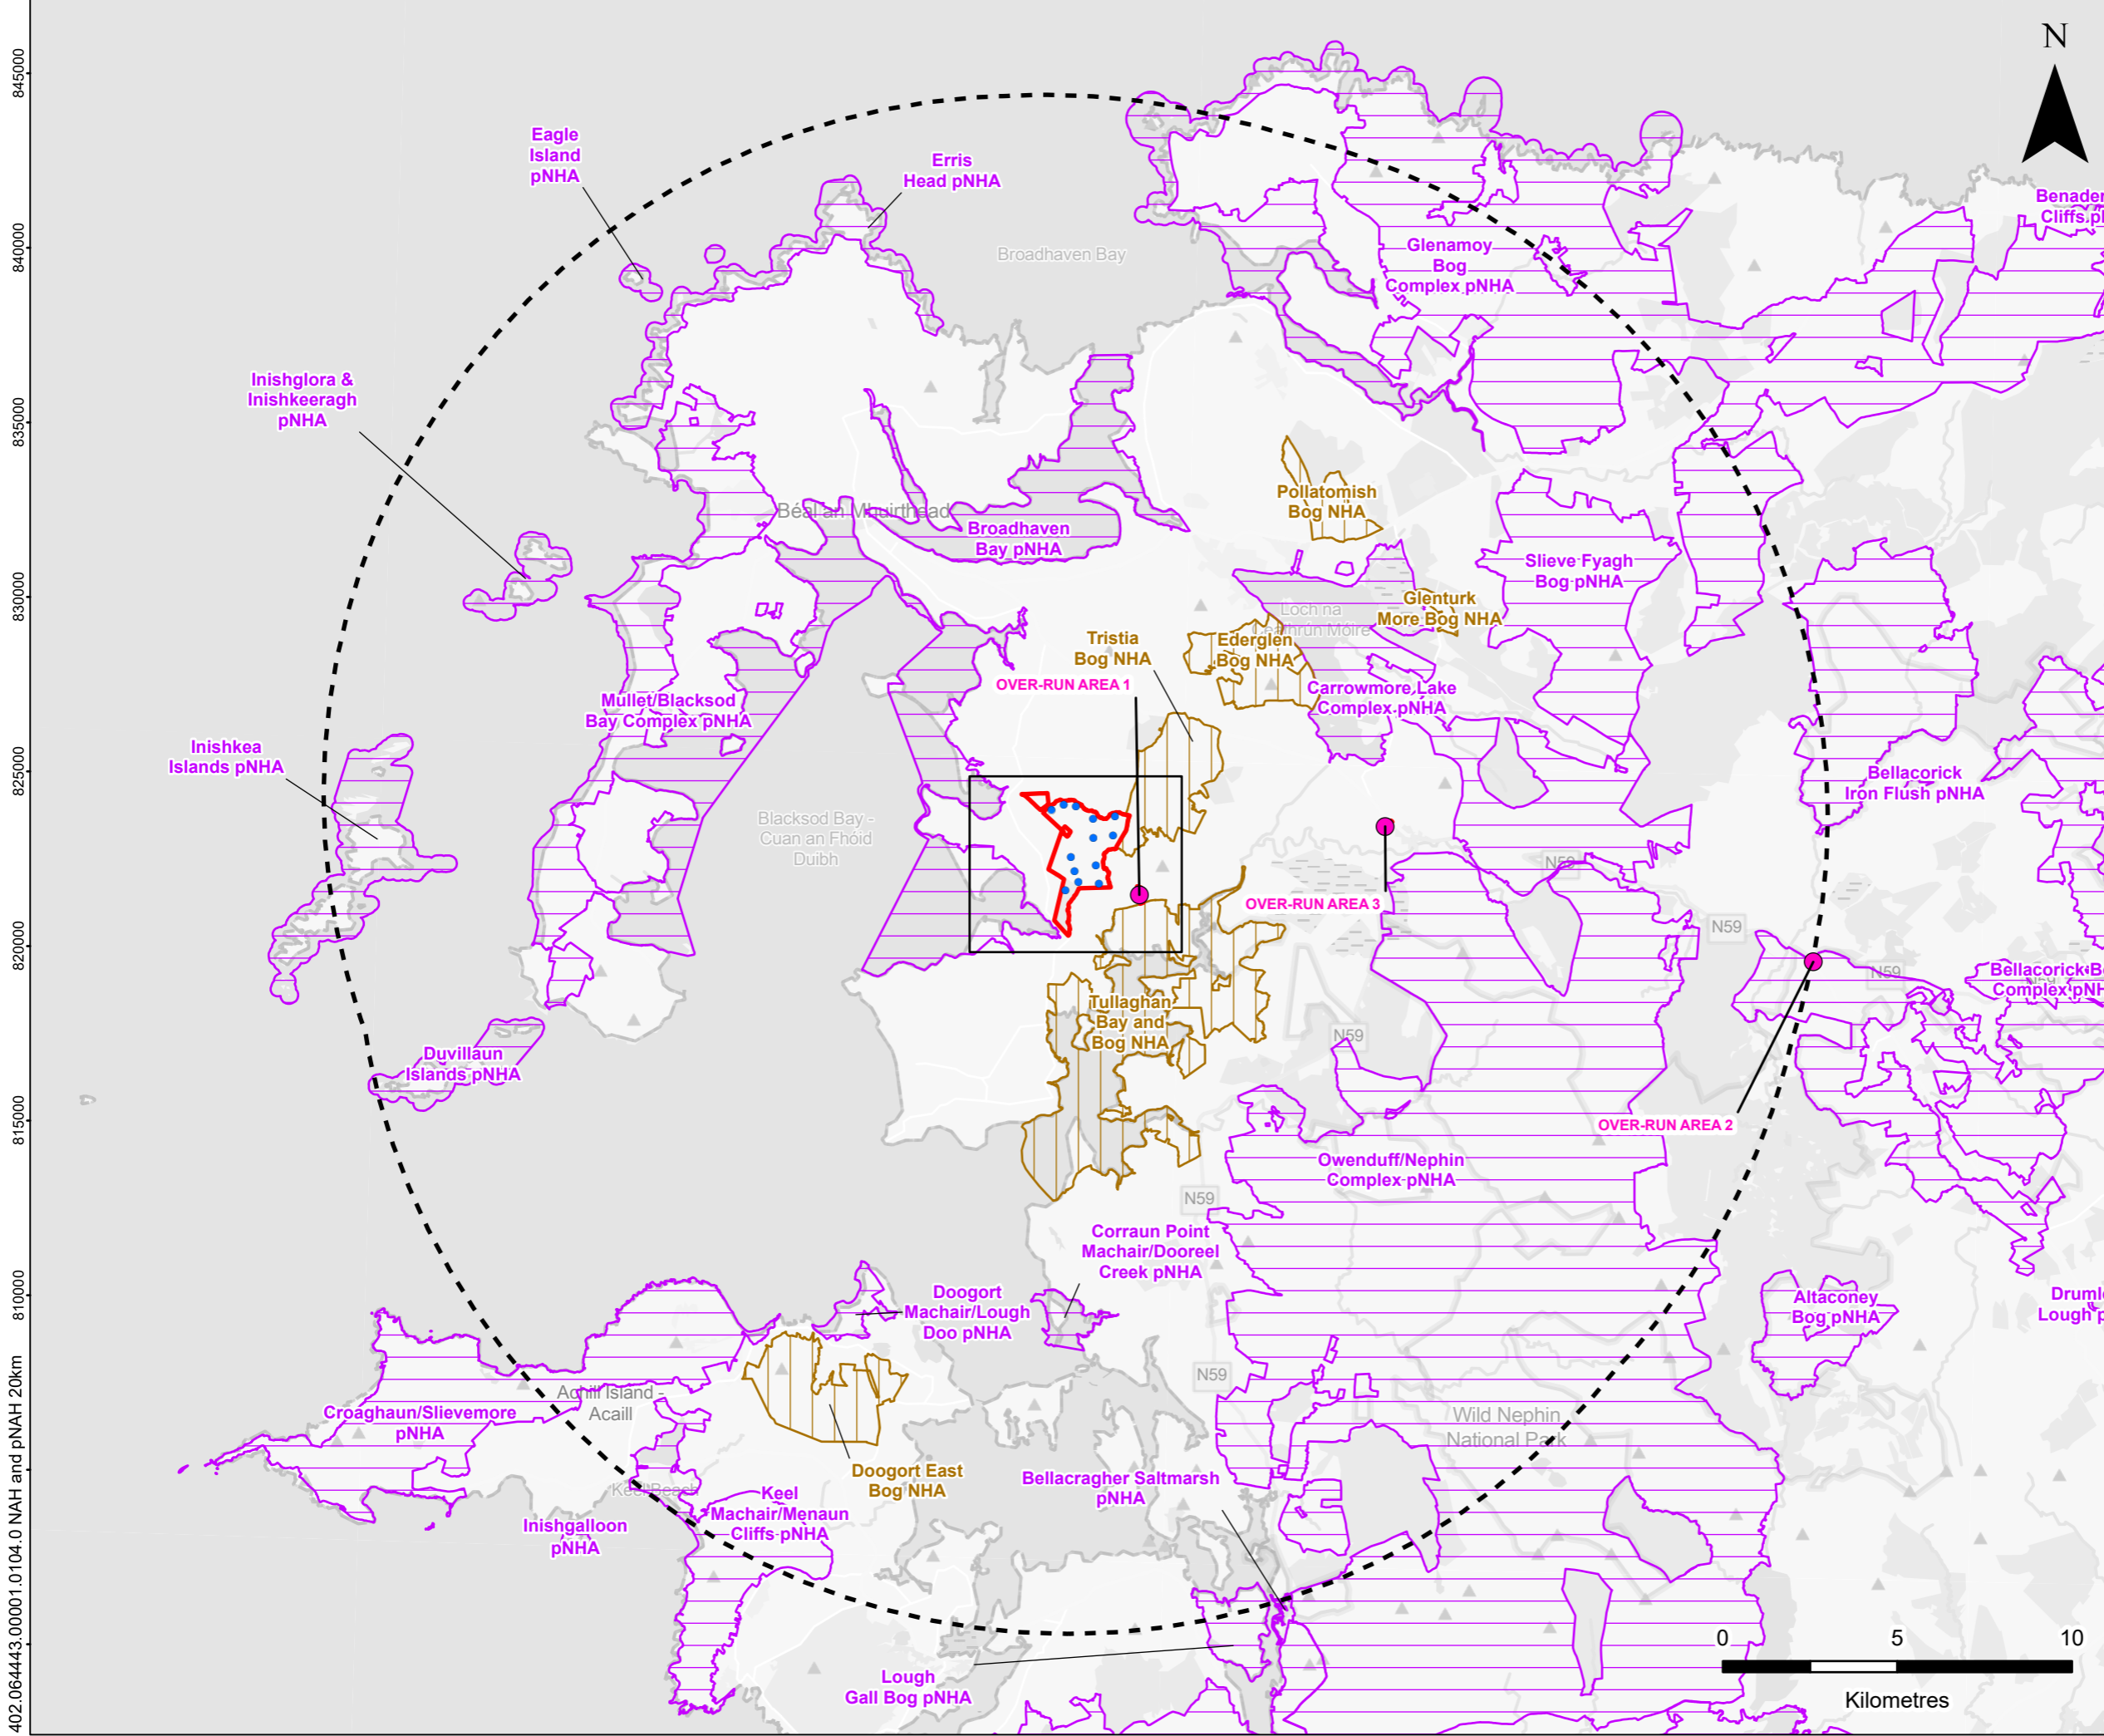 N
845000
840000
835000
830000
825000
820000
815000
810000
402.064443.00001.0104.0 NAH and pNAH 20km
Eagle
Island
pNHA
Erris
Head pNHA
Broadhaven Bay
Glenamoy
Bog
Complex pNHA
Inishglora &
Inishkeeragh
pNHA
Béal an Mhuirthead
Broadhaven
Bay pNHA
Pollatomish
Bog NHA
Slieve Fyagh
Bog pNHA
Glenturk
More Bog NHA
Loch na
Tristia
Bog NHA
Ederglen
Bog NHA
OVER-RUN AREA 1
Carrowmore Lake
Complex pNHA
Mullet/Blacksod
Bay Complex pNHA
Inishkea
Islands pNHA
Bellacorick
Iron Flush pNHA
Blacksod Bay -
Cuan an Fhóid
Duibh
N59
OVER-RUN AREA 3
N59
N59
Tullaghan
Bay and
Bog NHA
N59
Duvillaun
Islands pNHA
OVER-RUN AREA 2
Owenduff/Nephin
Complex pNHA
N59
Corraun Point
Machair/Dooreel
Creek pNHA
Doogort
Machair/Lough
Doo pNHA
Altaconey
Bog pNHA
N59
Achill Island -
Acaill
Croaghaun/Slievemore
pNHA
Wild Nephin
National Park
Doogort East
Bog NHA
Bellacragher Saltmarsh
pNHA
Keel Beach
Keel
Machair/Menaun
Cliffs pNHA
Inishgalloon
pNHA
Lough
Gall Bog pNHA
0 5 10
Kilometres